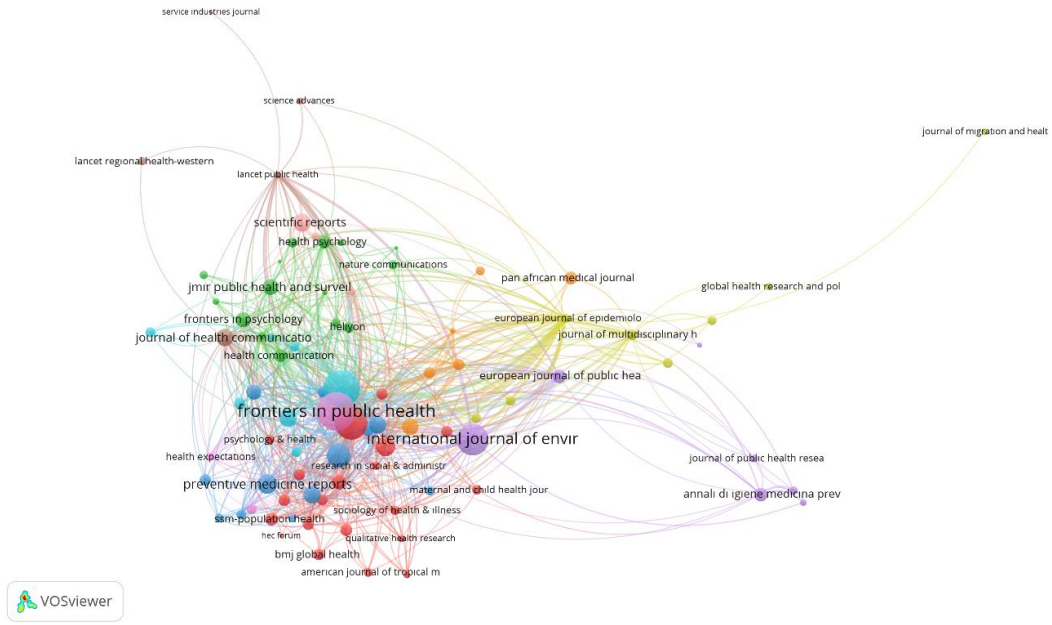 service industries journal
science advances
journal of migration and healt
lancet regional health-western
lancet public health
scientific reports
health psychology
nature communications
pan african medical journal
jmir public health and surveil
global health research and pol
frontiers in psychology
european journal of epidemiolo
heliyon
journal of health communicatio
journal of multidisciplinary h
health communication
european journal of public hea
frontiers in public health
psychology & health
international journal of envir
health expectations
journal of public health resea
research in social & administr
preventive medicine reports
maternal and child health jour
annali di igiene medicina prev
sociology of health & illness
ssm-population health
hec forum
qualitative health research
bmj global health
american journal of tropical m
VOSviewer